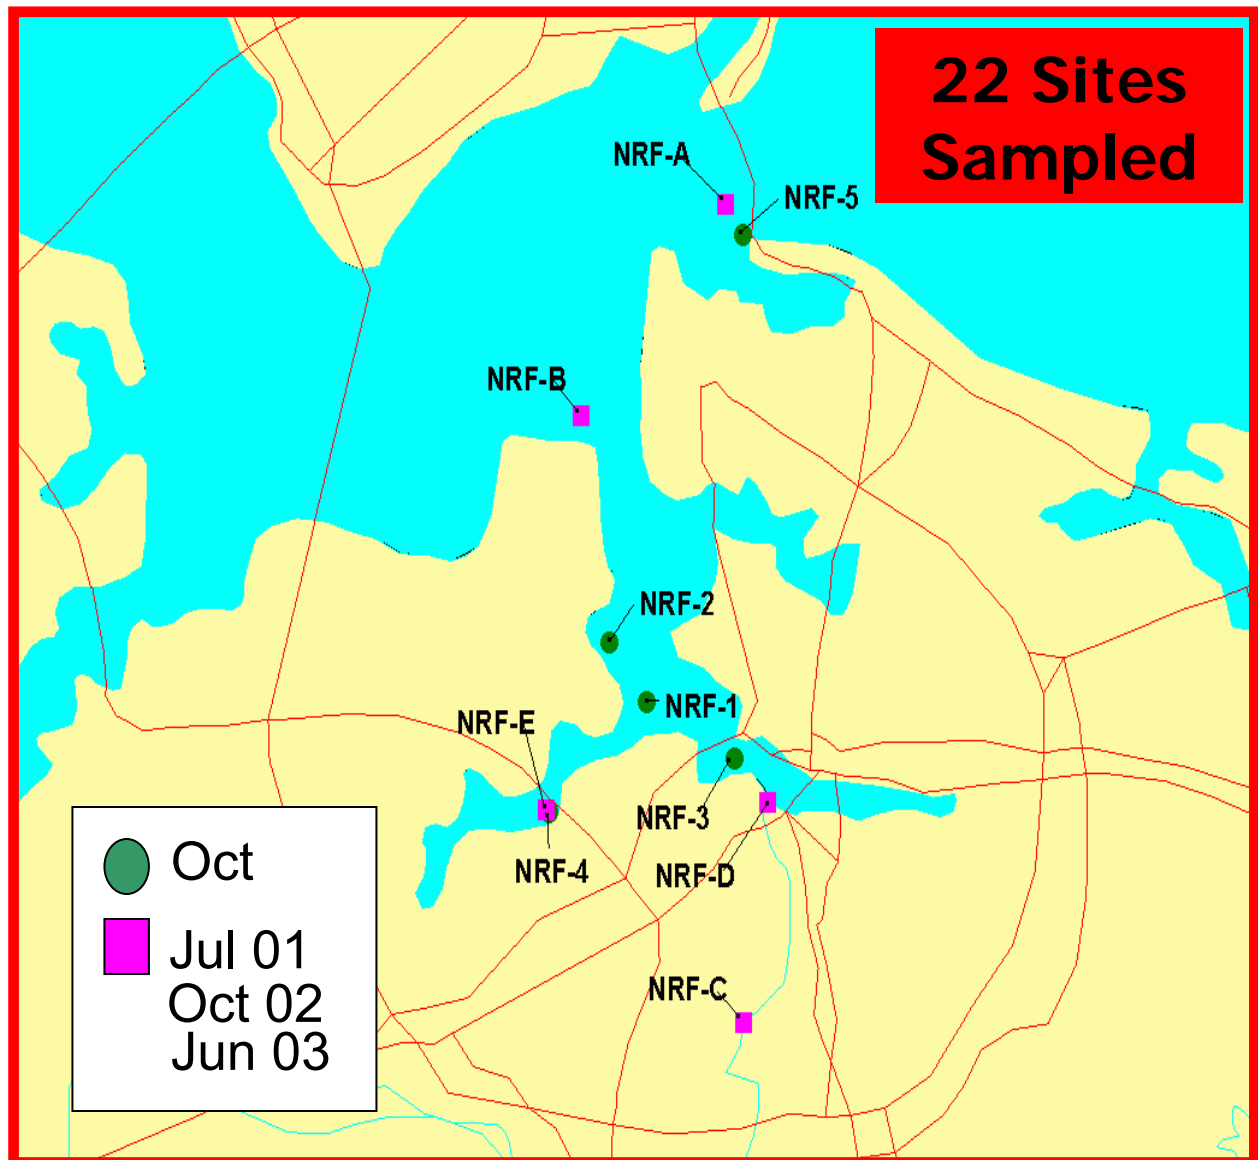 22 Sites
Sampled
NRF-A
NRF-5
NRF-B
NRF-2
NRF-1
NRF-E
NRF-3
NRF-4
NRF-D
NRF-C
Oct
Jul 01
Oct 02
Jun 03